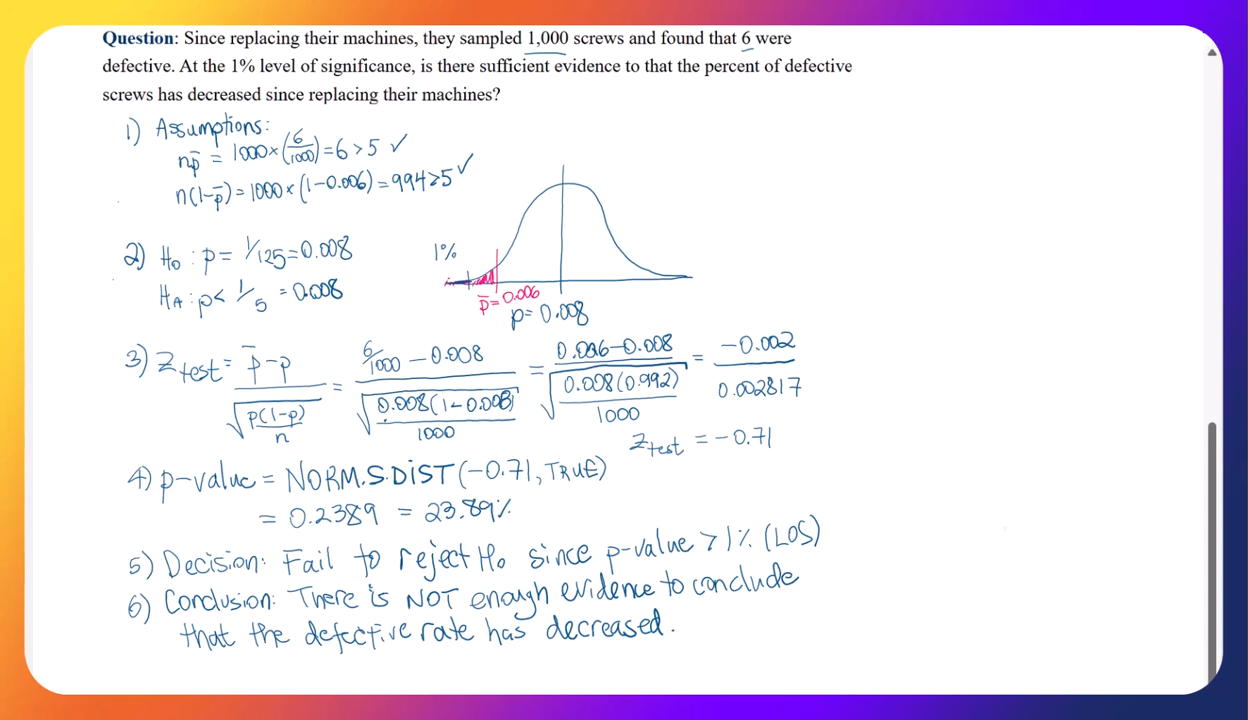 Question: Since replacing their machines, they sampled 1,000 screws and found that 6 were
defective. At the 1% level of significance, is there sufficient evidence to that the percent of defective
screws has decreased since replacing their machines?
1) Assumptions:
np̄ = 1000 × (6/1000) = 6 > 5 ✓
n(1-p̄) = 1000 × (1-0.006) = 994 > 5 ✓
2) H₀ : p = 1/125 = 0.008
H_A : p < 1/5 = 0.008
1%
p̄ = 0.006
p = 0.008
3) Z test = (p̄ - p)/√(p(1-p)/n) = (6/1000 - 0.008)/√(0.008(1-0.008)/1000) = (0.006-0.008)/√(0.008(0.992)/1000) = -0.002/0.002817
Z test = -0.71
4) p-value = NORM.S.DIST(-0.71, TRUE)
= 0.2389 = 23.89%
5) Decision: Fail to reject H₀ since p-value > 1% (LOS)
6) Conclusion: There is NOT enough evidence to conclude
that the defective rate has decreased.